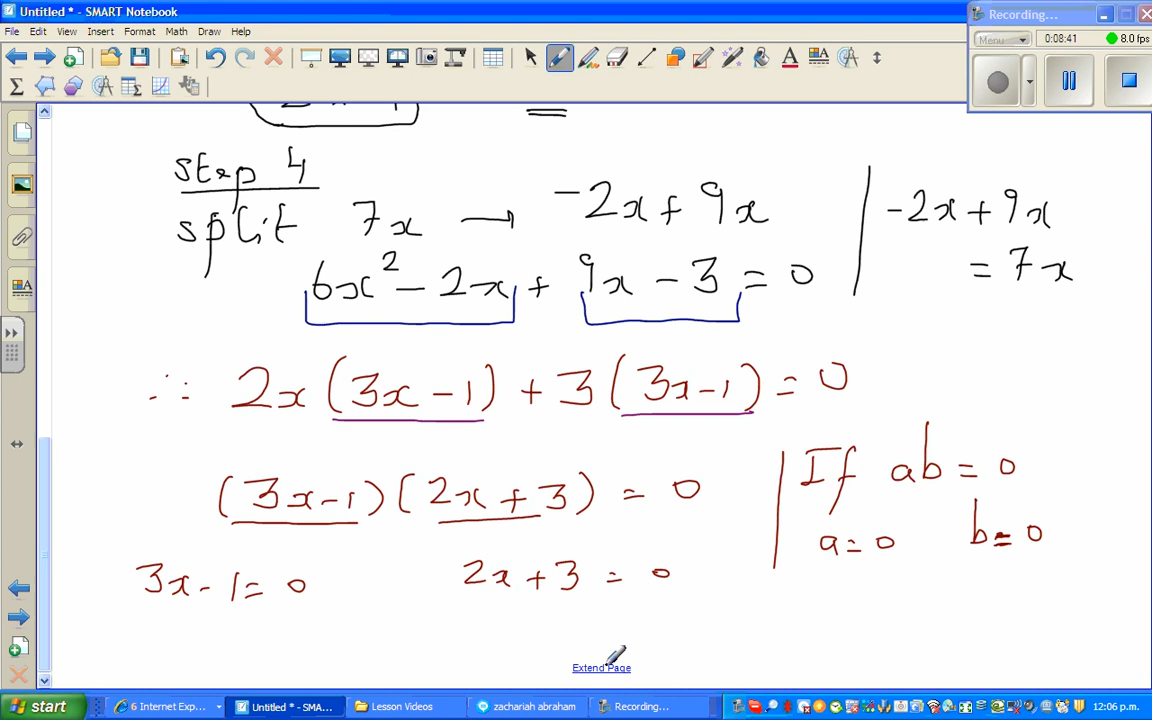 Untitled * - SMART Notebook
Recording...
File Edit View Insert Format Math Draw Help
Menu
0:08:41
8.0 fps
step 4
split 7x → -2x + 9x
-2x + 9x
= 7x
6x² - 2x + 9x - 3 = 0
∴ 2x (3x - 1) + 3 (3x - 1) = 0
(3x - 1) (2x + 3) = 0
If ab = 0
a = 0 b = 0
3x - 1 = 0 2x + 3 = 0
Extend Page
start
6 Internet Exp...
Untitled * - SMA...
Lesson Videos
zachariah abraham
Recording...
12:06 p.m.